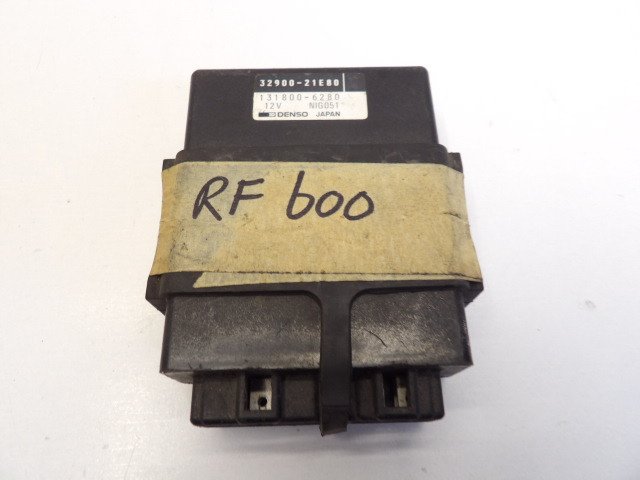 32900-21E80
131800-6280
12V NIG051
DENSO JAPAN
RF 600